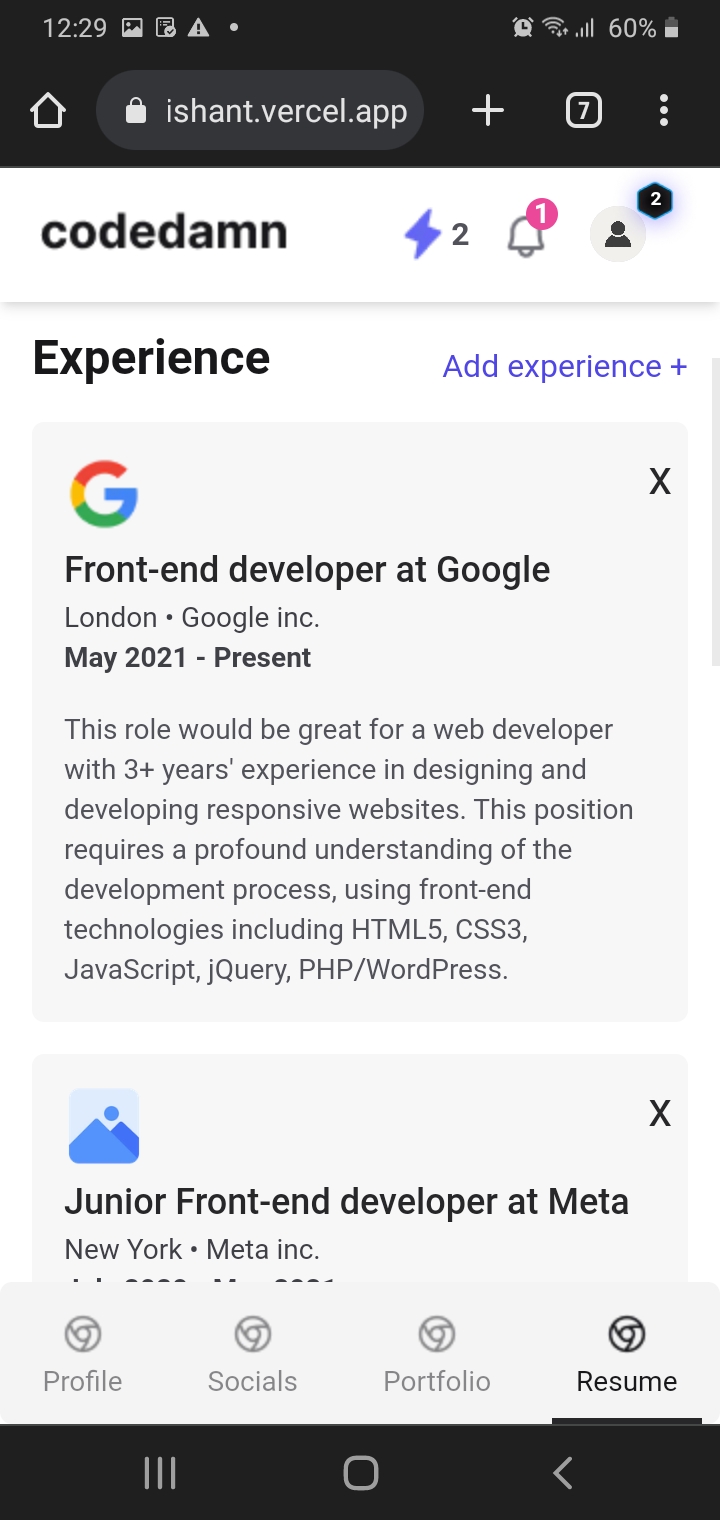 12:29 60%
ishant.vercel.app 7
codedamn 2 1 2
Experience Add experience +
X
Front-end developer at Google
London • Google inc.
May 2021 - Present
This role would be great for a web developer
with 3+ years' experience in designing and
developing responsive websites. This position
requires a profound understanding of the
development process, using front-end
technologies including HTML5, CSS3,
JavaScript, jQuery, PHP/WordPress.
X
Junior Front-end developer at Meta
New York • Meta inc.
Profile Socials Portfolio Resume